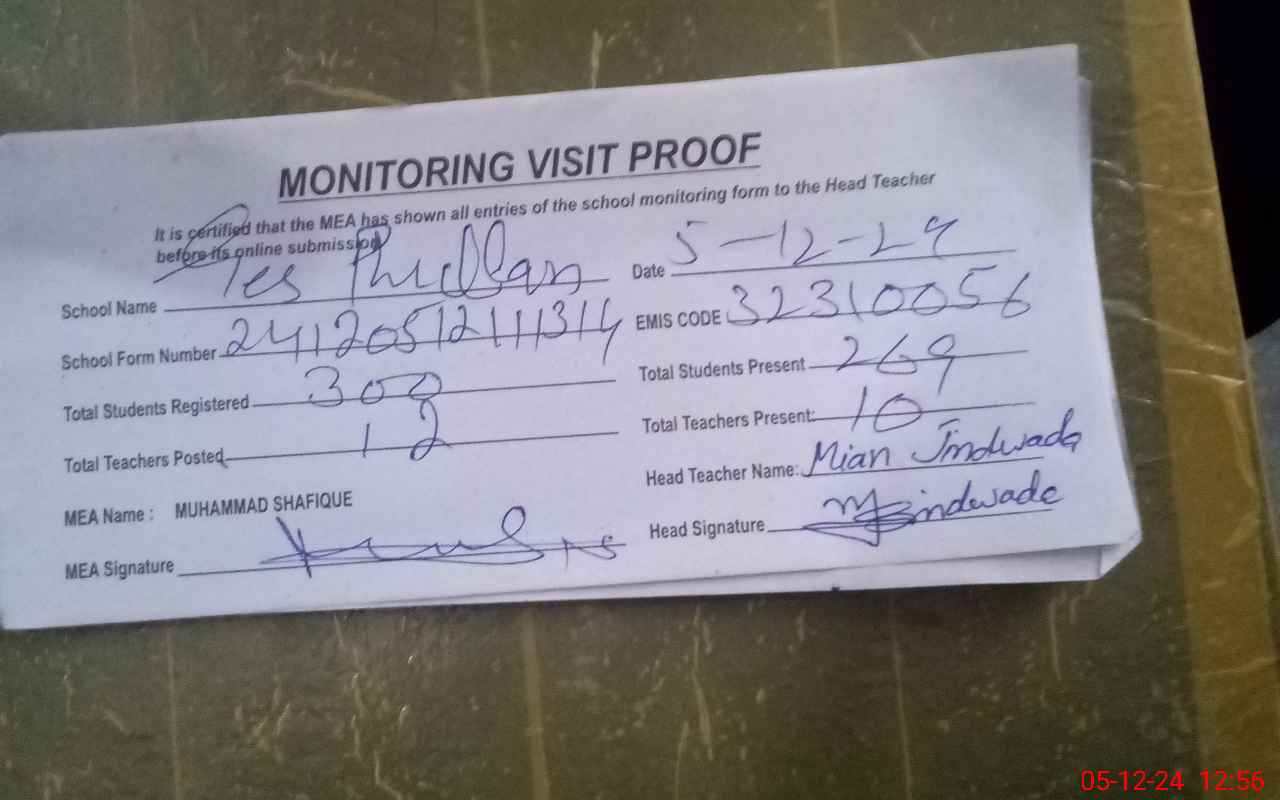 MONITORING VISIT PROOF
It is certified that the MEA has shown all entries of the school monitoring form to the Head Teacher
before its online submission
School Name
Date 5-12-24
School Form Number 241205121111314
EMIS CODE 32310056
Total Students Registered 308
Total Students Present 269
Total Teachers Posted 12
Total Teachers Present: 10
MEA Name : MUHAMMAD SHAFIQUE
Head Teacher Name: Mian Jindwada
MEA Signature
Head Signature Jindwada
05-12-24 12:56